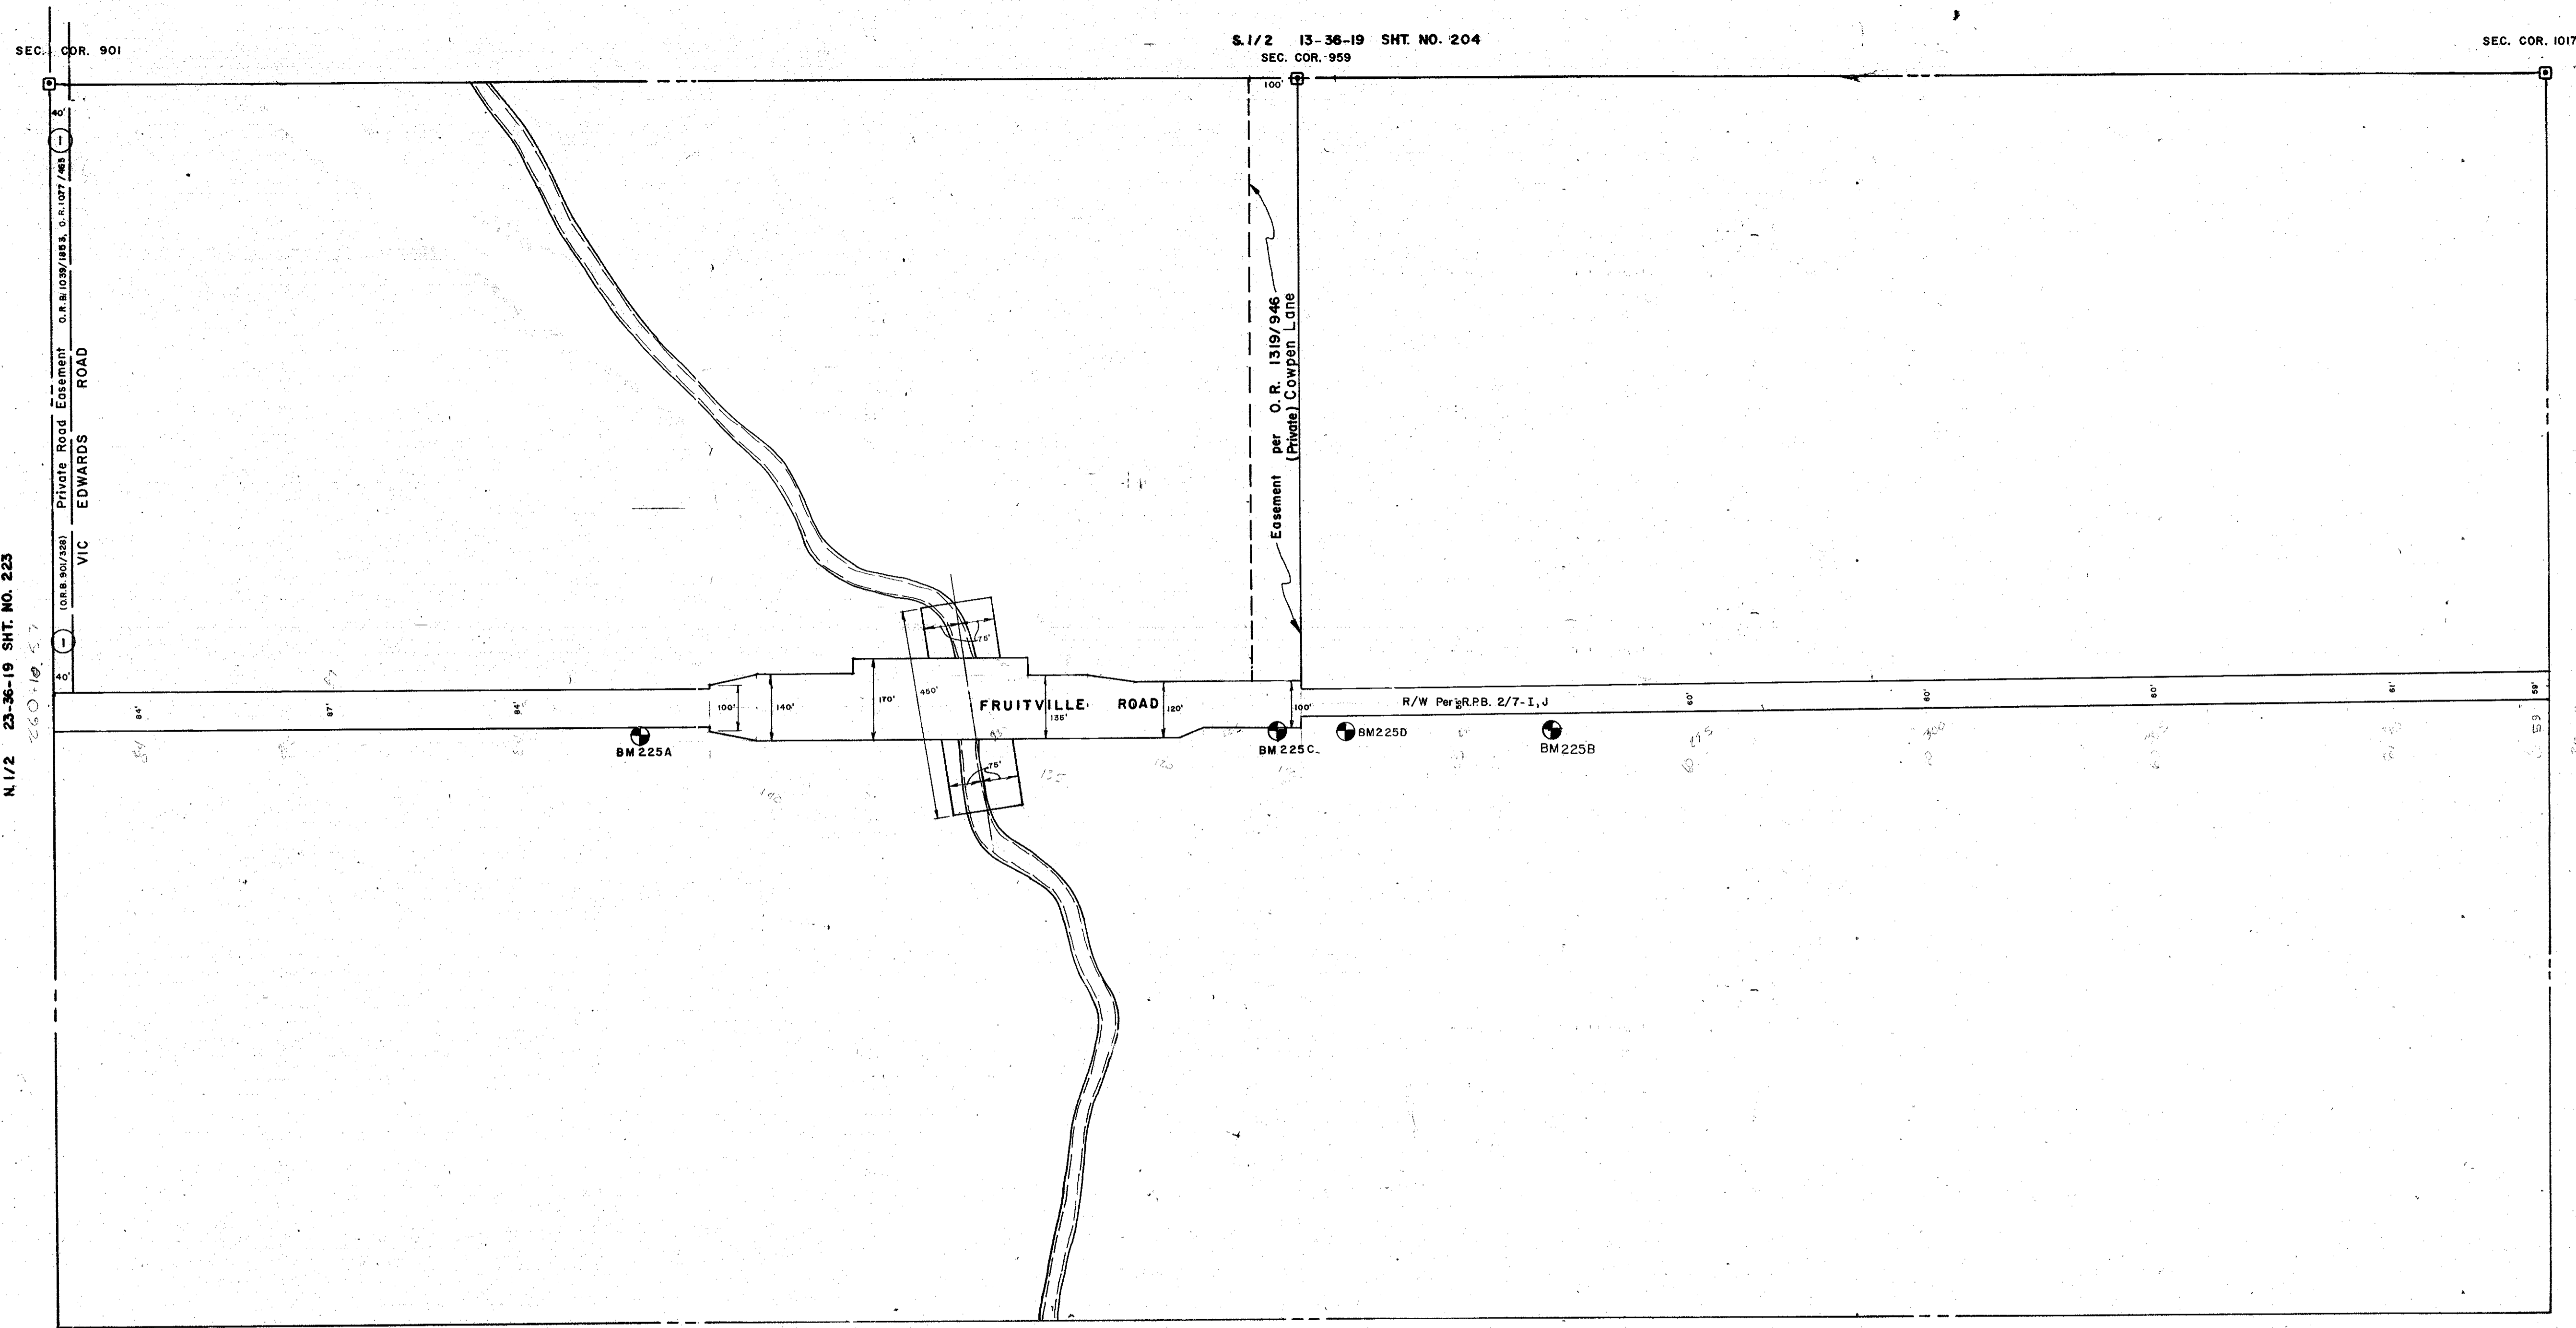 S. 1/2 13-36-19 SHT. NO. 204
SEC. COR. 901
SEC. COR. 959
SEC. COR. 1017
100'
40'
(O.R.B. 901/328) Private Road Easement O.R.B. 1039/1853, O.R. 1077/465
VIC EDWARDS ROAD
Easement per O.R. 1319/946
(Private) Cowpen Lane
N. 1/2 23-36-19 SHT. NO. 223
40'
75'
84'
87'
84'
100'
140'
170'
450'
FRUITVILLE ROAD
135'
120'
100'
R/W Per R.P.B. 2/7-I, J
60'
60'
60'
61'
59'
BM 225A
BM 225C
BM 225D
BM 225B
75'
140
135
120